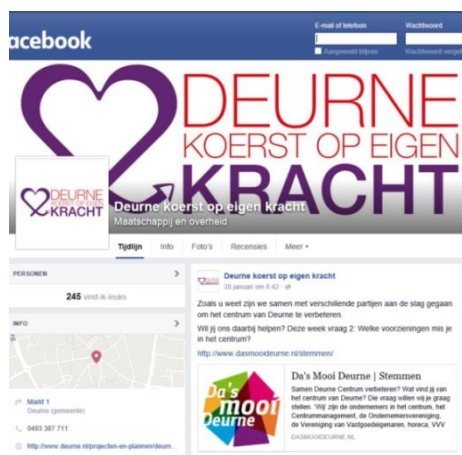 acebook
E-mail of telefoon
Wachtwoord
Aangemeld blijven
Wachtwoord verget
DEURNE
KOERST OP EIGEN
KRACHT
DEURNE
KRACHT
Deurne koerst op eigen kracht
Maatschappij en overheid
Tijdlijn Info Foto's Recensies Meer
PERSONEN
245 vind-ik-leuks
INFO
Markt 1
Deurne (gemeente)
0493 387 711
http://www.deurne.nl/projecten-en-plannen/deurn...
Deurne koerst op eigen kracht
26 januari om 6:42
Zoals u weet zijn we samen met verschillende partijen aan de slag gegaan
om het centrum van Deurne te verbeteren.
Wil jij ons daarbij helpen? Deze week vraag 2: Welke voorzieningen mis je
in het centrum?
http://www.dasmooideurne.nl/stemmen/
Da's
mooi
Deurne
Da's Mooi Deurne | Stemmen
Samen Deurne Centrum verbeteren? Wat vind jij van
het centrum van Deurne? Die vraag willen wij je graag
stellen. 'Wij' zijn de ondernemers in het centrum, het
Centrummanagement, de Ondernemersvereniging,
de Vereniging van Vastgoedeigenaren, horeca, VVV
DASMOOIDEURNE.NL